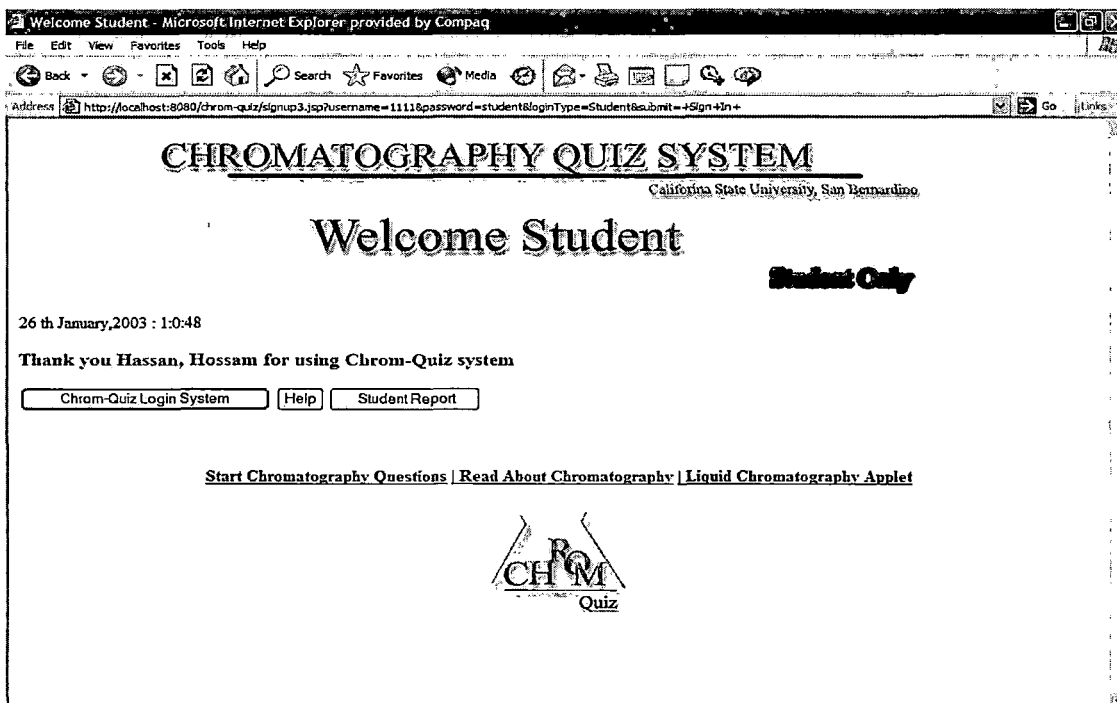 Welcome Student - Microsoft Internet Explorer provided by Compaq
File Edit View Favorites Tools Help
Back Search Favorites Media
Address http://localhost:8080/chrom-quiz/signup3.jsp?username=1111&password=student&loginType=Student&submit=+Sign+In+ Go Links
CHROMATOGRAPHY QUIZ SYSTEM
California State University, San Bernardino
Welcome Student
Student Only
26 th January,2003 : 1:0:48
Thank you Hassan, Hossam for using Chrom-Quiz system
Chrom-Quiz Login System Help Student Report
Start Chromatography Questions | Read About Chromatography | Liquid Chromatography Applet
CHROM
Quiz